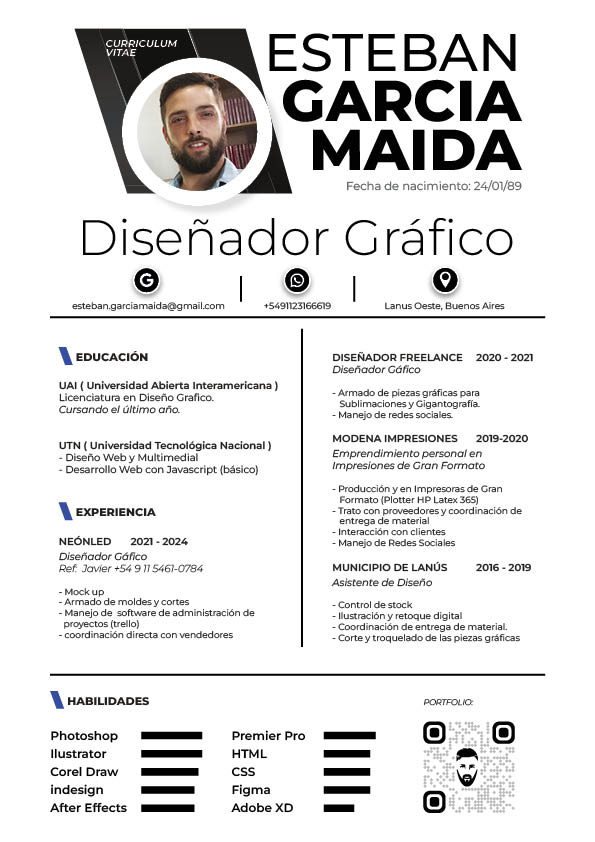 CURRICULUM
VITAE
ESTEBAN
GARCIA
MAIDA
Fecha de nacimiento: 24/01/89
Diseñador Gráfico
esteban.garciamaida@gmail.com
+5491123166619
Lanus Oeste, Buenos Aires
EDUCACIÓN
UAI ( Universidad Abierta Interamericana )
Licenciatura en Diseño Grafico.
Cursando el último año.
UTN ( Universidad Tecnológica Nacional )
- Diseño Web y Multimedial
- Desarrollo Web con Javascript (básico)
EXPERIENCIA
NEÓNLED 2021 - 2024
Diseñador Gáfico
Ref: Javier +54 9 11 5461-0784
- Mock up
- Armado de moldes y cortes
- Manejo de software de administración de
proyectos (trello)
- coordinación directa con vendedores
DISEÑADOR FREELANCE 2020 - 2021
Diseñador Gáfico
- Armado de piezas gráficas para
Sublimaciones y Gigantografía.
- Manejo de redes sociales.
MODENA IMPRESIONES 2019-2020
Emprendimiento personal en
Impresiones de Gran Formato
- Producción y en Impresoras de Gran
Formato (Plotter HP Latex 365)
- Trato con proveedores y coordinación de
entrega de material
- Interacción con clientes
- Manejo de Redes Sociales
MUNICIPIO DE LANÚS 2016 - 2019
Asistente de Diseño
- Control de stock
- Ilustración y retoque digital
- Coordinación de entrega de material.
- Corte y troquelado de las piezas gráficas
HABILIDADES
Photoshop
Ilustrator
Corel Draw
indesign
After Effects
Premier Pro
HTML
CSS
Figma
Adobe XD
PORTFOLIO: